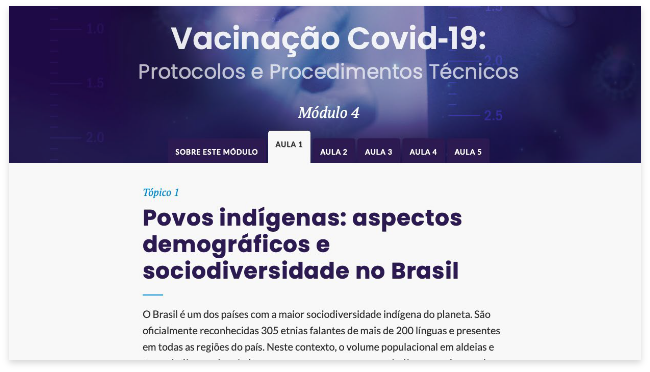 Vacinação Covid-19:
Protocolos e Procedimentos Técnicos
Módulo 4
SOBRE ESTE MÓDULO AULA 1 AULA 2 AULA 3 AULA 4 AULA 5
1.0
1.5
2.0
2.0
2.5
Tópico 1
Povos indígenas: aspectos
demográficos e
sociodiversidade no Brasil
O Brasil é um dos países com a maior sociodiversidade indígena do planeta. São
oficialmente reconhecidas 305 etnias falantes de mais de 200 línguas e presentes
em todas as regiões do país. Neste contexto, o volume populacional em aldeias e